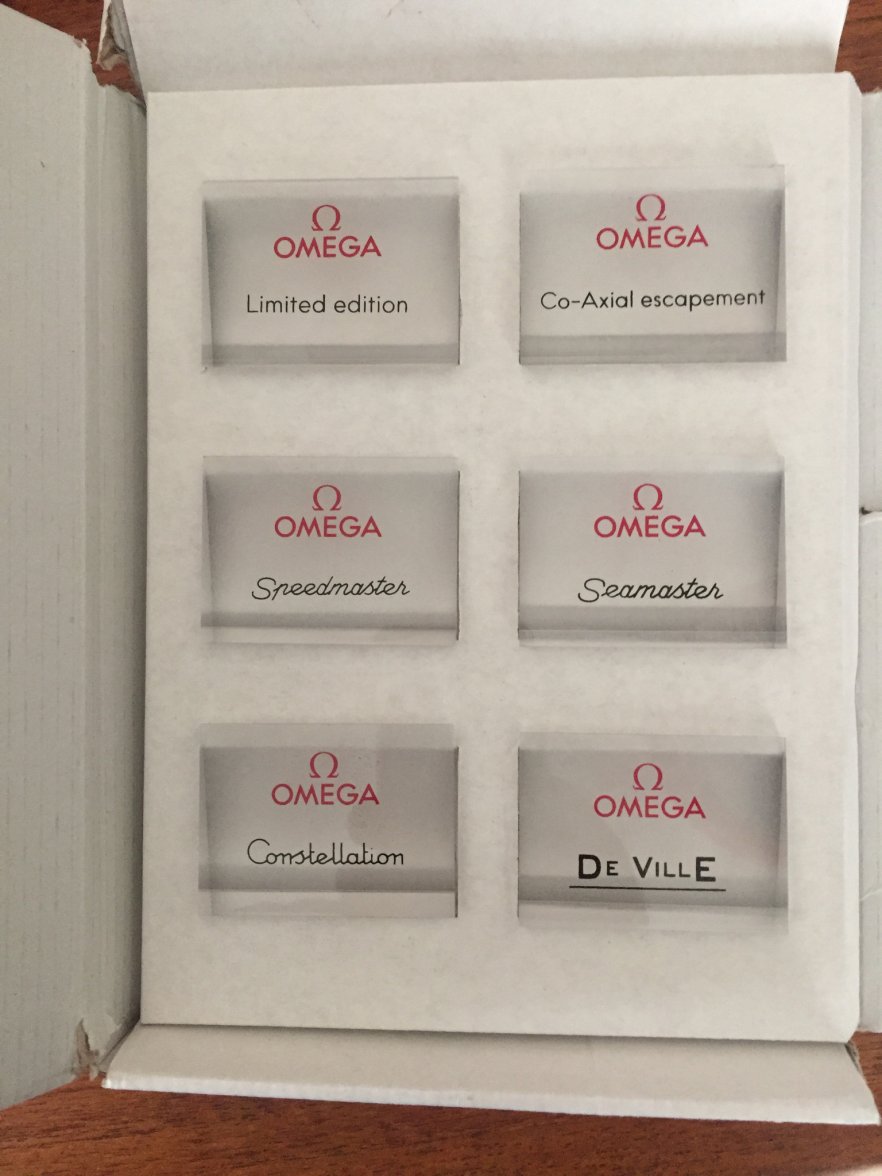 Ω
OMEGA
Limited edition
Ω
OMEGA
Co-Axial escapement
Ω
OMEGA
Speedmaster
Ω
OMEGA
Seamaster
Ω
OMEGA
Constellation
Ω
OMEGA
DE VILLE